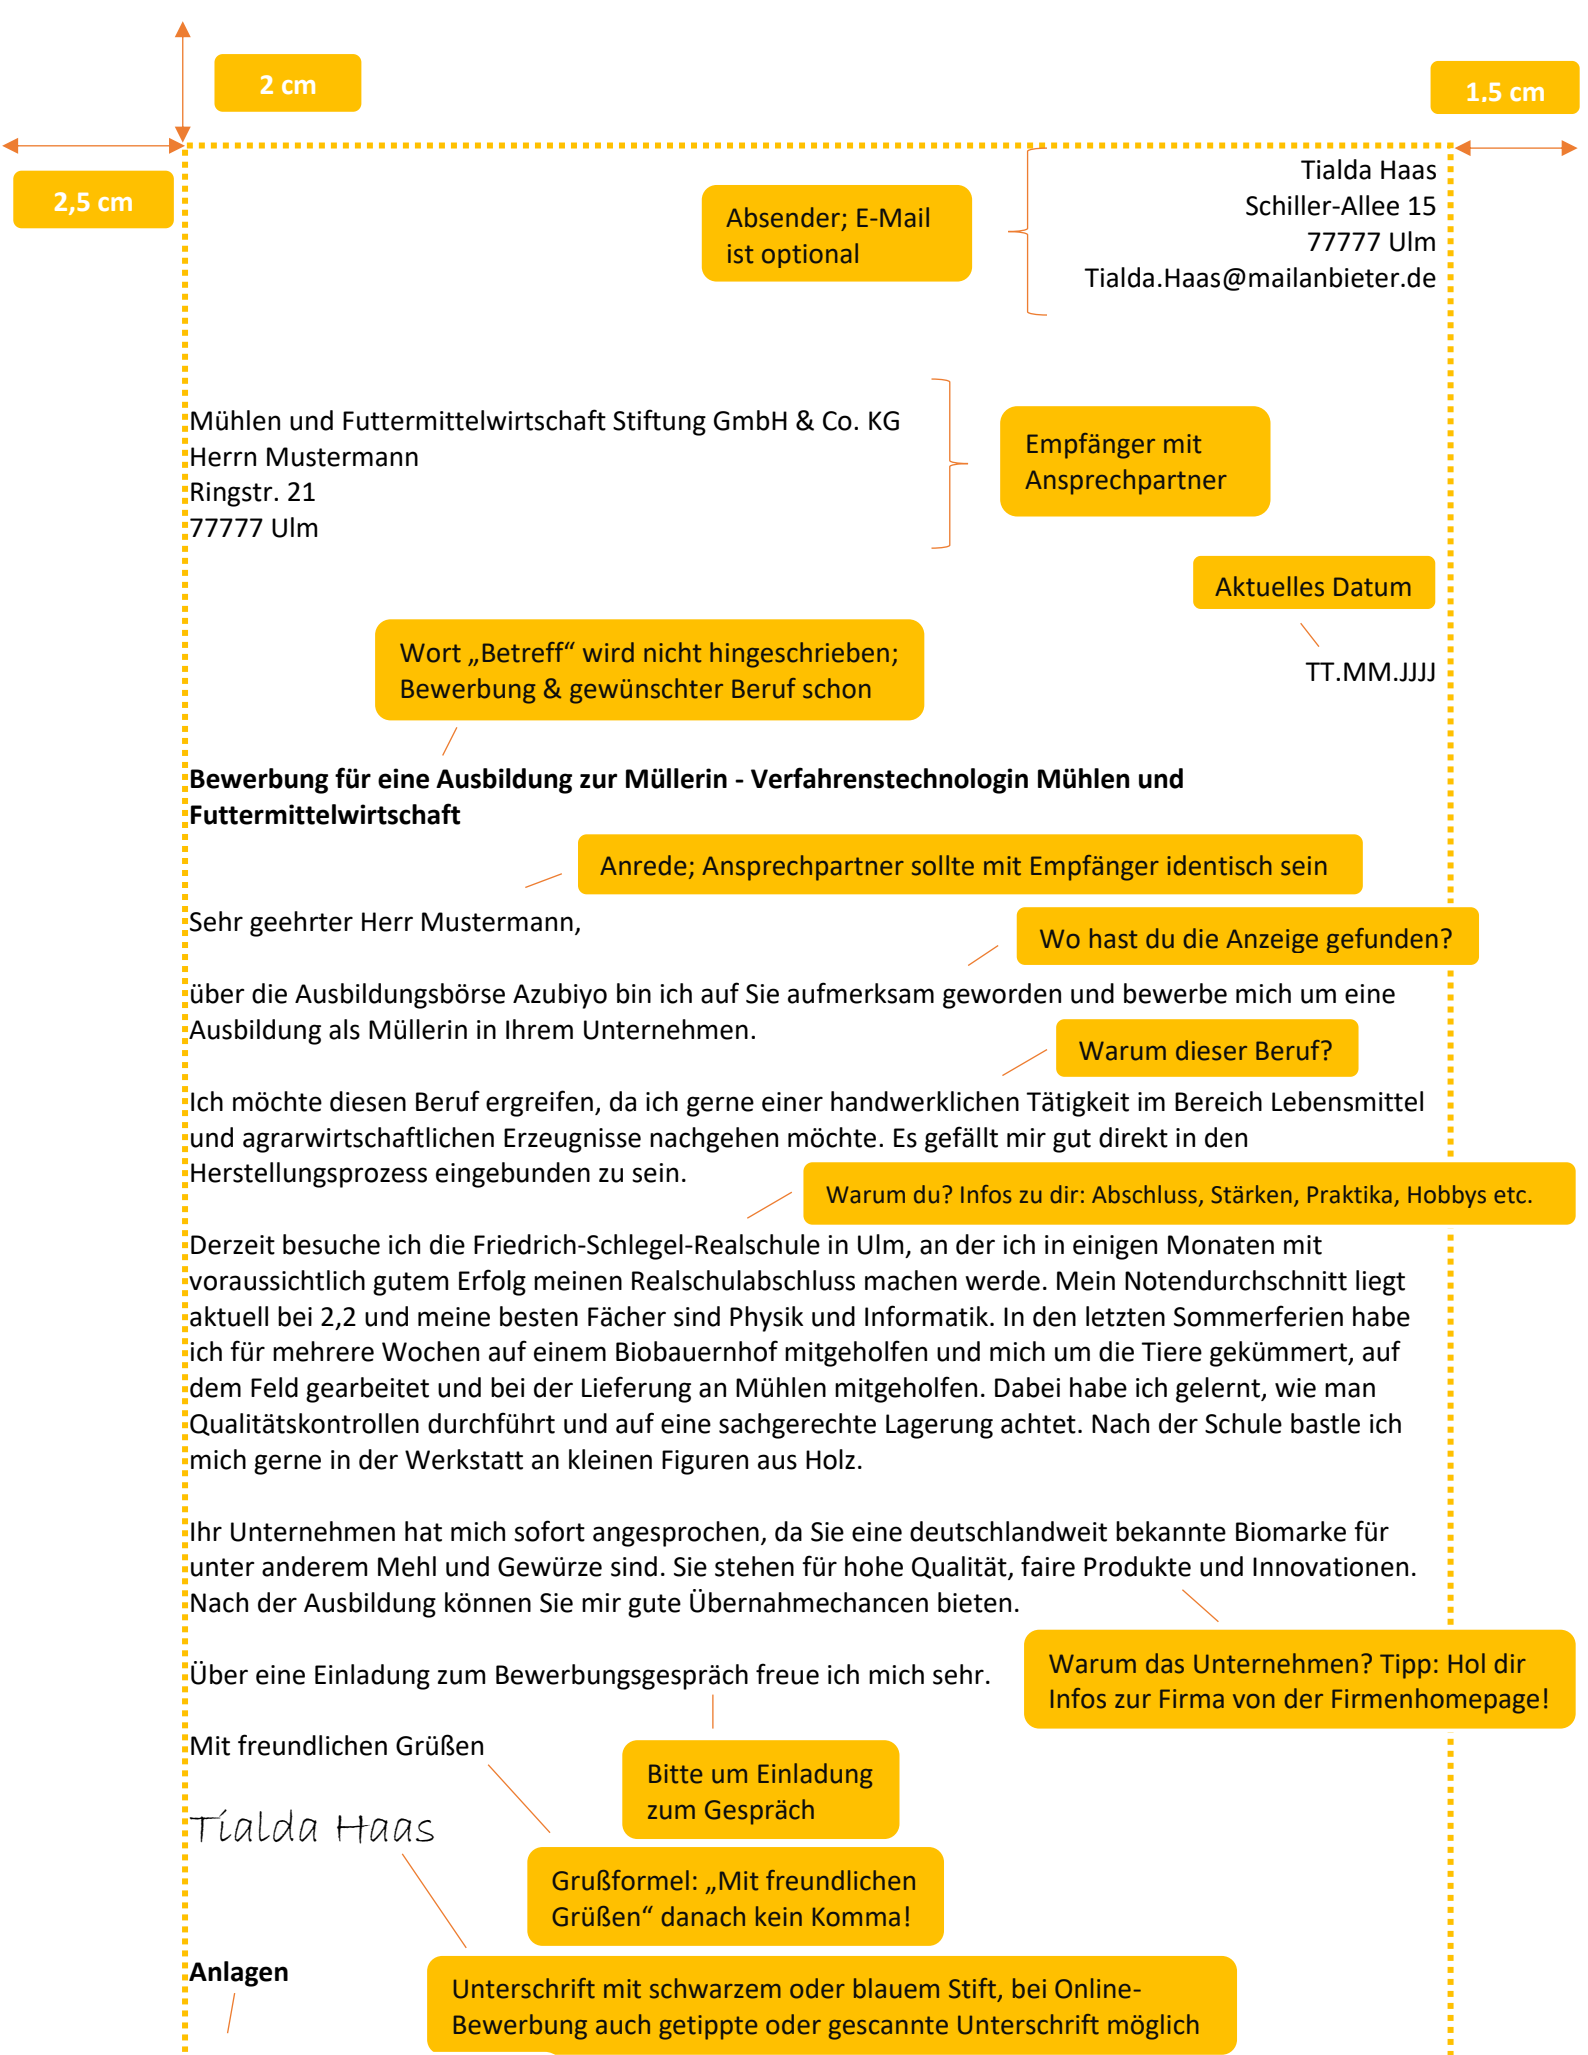 2 cm
1,5 cm
2,5 cm
Tialda Haas
Schiller-Allee 15
77777 Ulm
Tialda.Haas@mailanbieter.de
Absender; E-Mail
ist optional
Mühlen und Futtermittelwirtschaft Stiftung GmbH & Co. KG
Herrn Mustermann
Ringstr. 21
77777 Ulm
Empfänger mit
Ansprechpartner
Aktuelles Datum
TT.MM.JJJJ
Wort „Betreff“ wird nicht hingeschrieben;
Bewerbung & gewünschter Beruf schon
Bewerbung für eine Ausbildung zur Müllerin - Verfahrenstechnologin Mühlen und
Futtermittelwirtschaft
Anrede; Ansprechpartner sollte mit Empfänger identisch sein
Sehr geehrter Herr Mustermann,
Wo hast du die Anzeige gefunden?
über die Ausbildungsbörse Azubiyo bin ich auf Sie aufmerksam geworden und bewerbe mich um eine
Ausbildung als Müllerin in Ihrem Unternehmen.
Warum dieser Beruf?
Ich möchte diesen Beruf ergreifen, da ich gerne einer handwerklichen Tätigkeit im Bereich Lebensmittel
und agrarwirtschaftlichen Erzeugnisse nachgehen möchte. Es gefällt mir gut direkt in den
Herstellungsprozess eingebunden zu sein.
Warum du? Infos zu dir: Abschluss, Stärken, Praktika, Hobbys etc.
Derzeit besuche ich die Friedrich-Schlegel-Realschule in Ulm, an der ich in einigen Monaten mit
voraussichtlich gutem Erfolg meinen Realschulabschluss machen werde. Mein Notendurchschnitt liegt
aktuell bei 2,2 und meine besten Fächer sind Physik und Informatik. In den letzten Sommerferien habe
ich für mehrere Wochen auf einem Biobauernhof mitgeholfen und mich um die Tiere gekümmert, auf
dem Feld gearbeitet und bei der Lieferung an Mühlen mitgeholfen. Dabei habe ich gelernt, wie man
Qualitätskontrollen durchführt und auf eine sachgerechte Lagerung achtet. Nach der Schule bastle ich
mich gerne in der Werkstatt an kleinen Figuren aus Holz.
Ihr Unternehmen hat mich sofort angesprochen, da Sie eine deutschlandweit bekannte Biomarke für
unter anderem Mehl und Gewürze sind. Sie stehen für hohe Qualität, faire Produkte und Innovationen.
Nach der Ausbildung können Sie mir gute Übernahmechancen bieten.
Warum das Unternehmen? Tipp: Hol dir
Infos zur Firma von der Firmenhomepage!
Über eine Einladung zum Bewerbungsgespräch freue ich mich sehr.
Mit freundlichen Grüßen
Bitte um Einladung
zum Gespräch
Tialda Haas
Grußformel: „Mit freundlichen
Grüßen“ danach kein Komma!
Anlagen
Unterschrift mit schwarzem oder blauem Stift, bei Online-
Bewerbung auch getippte oder gescannte Unterschrift möglich